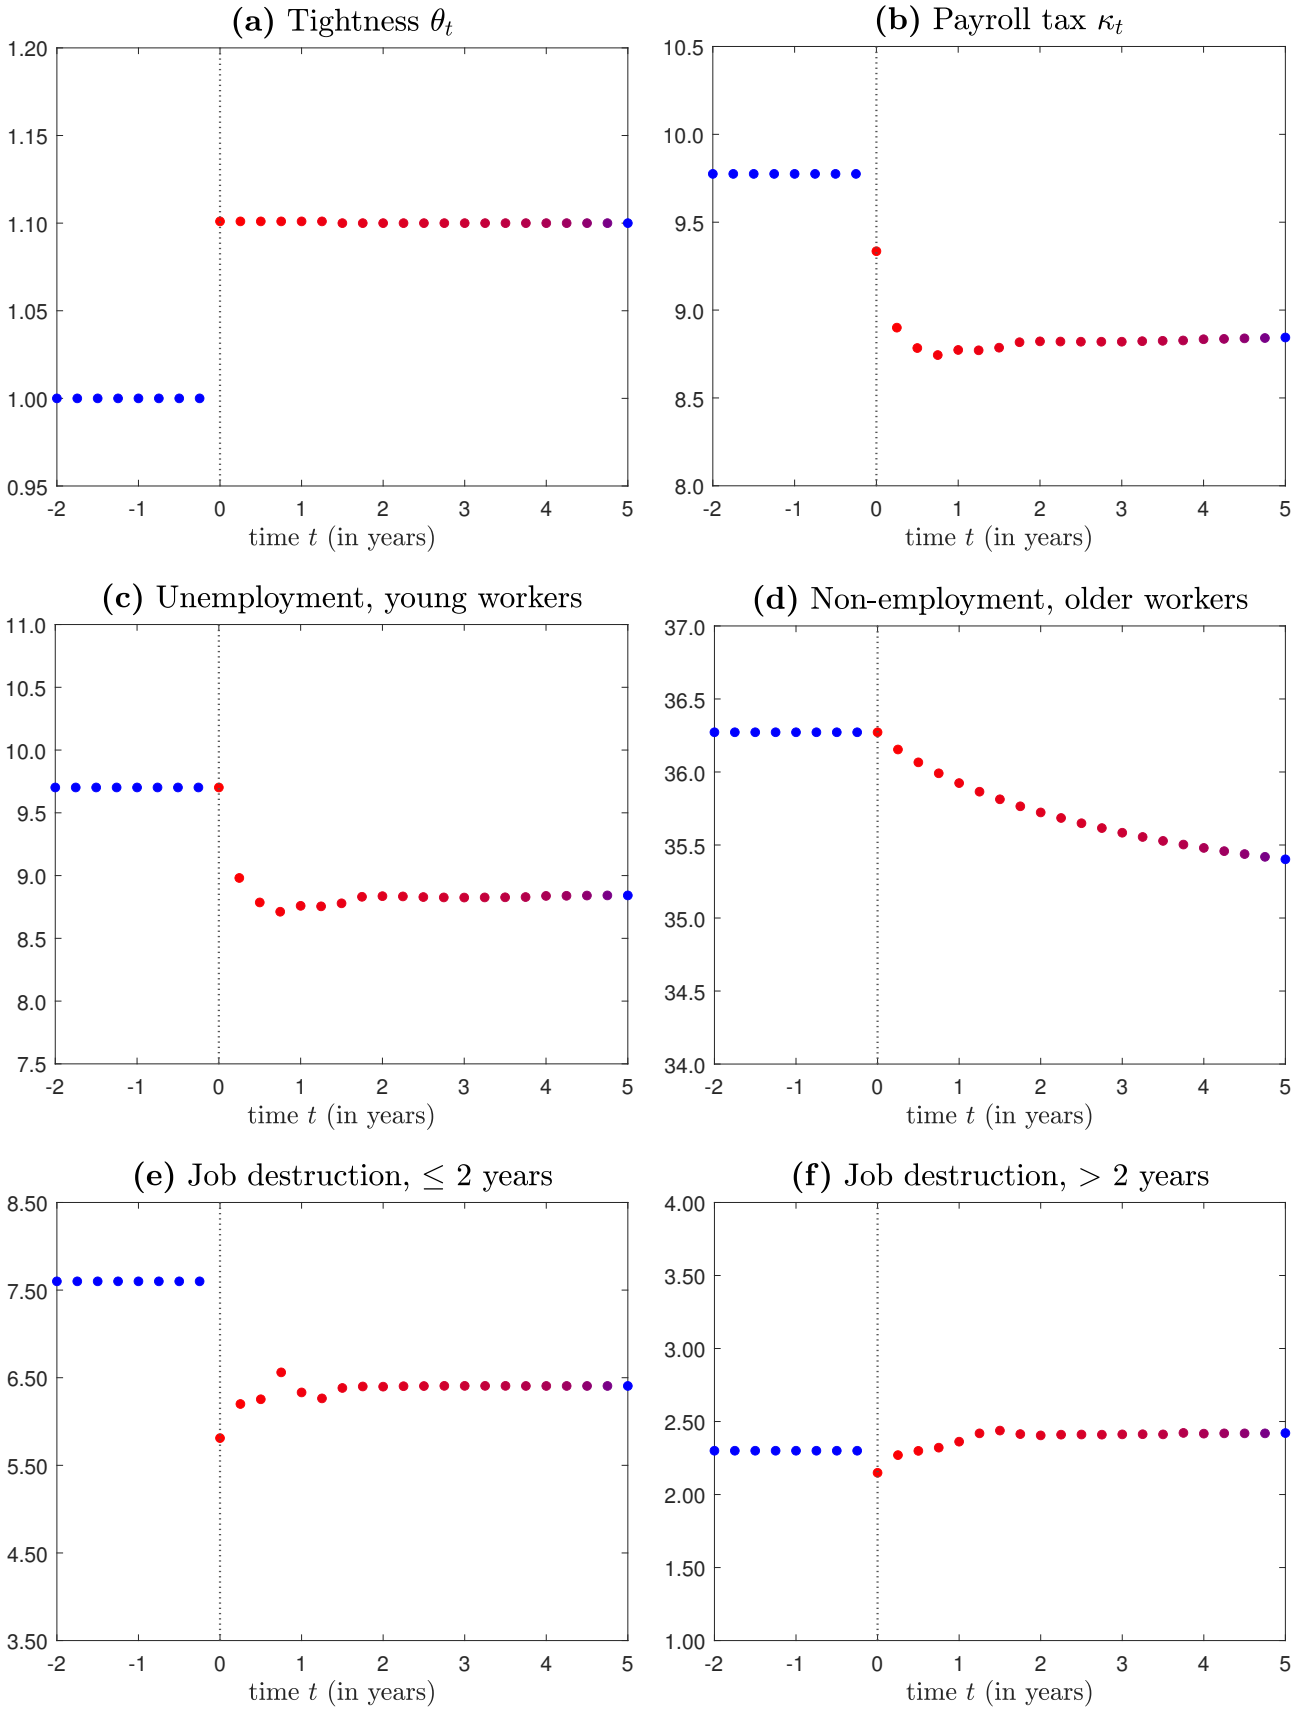 (a) Tightness θt
1.20
1.15
1.10
1.05
1.00
0.95
-2 -1 0 1 2 3 4 5
time t (in years)
(b) Payroll tax κt
10.5
10.0
9.5
9.0
8.5
8.0
-2 -1 0 1 2 3 4 5
time t (in years)
(c) Unemployment, young workers
11.0
10.5
10.0
9.5
9.0
8.5
8.0
7.5
-2 -1 0 1 2 3 4 5
time t (in years)
(d) Non-employment, older workers
37.0
36.5
36.0
35.5
35.0
34.5
34.0
-2 -1 0 1 2 3 4 5
time t (in years)
(e) Job destruction, ≤ 2 years
8.50
7.50
6.50
5.50
4.50
3.50
-2 -1 0 1 2 3 4 5
time t (in years)
(f) Job destruction, > 2 years
4.00
3.50
3.00
2.50
2.00
1.50
1.00
-2 -1 0 1 2 3 4 5
time t (in years)